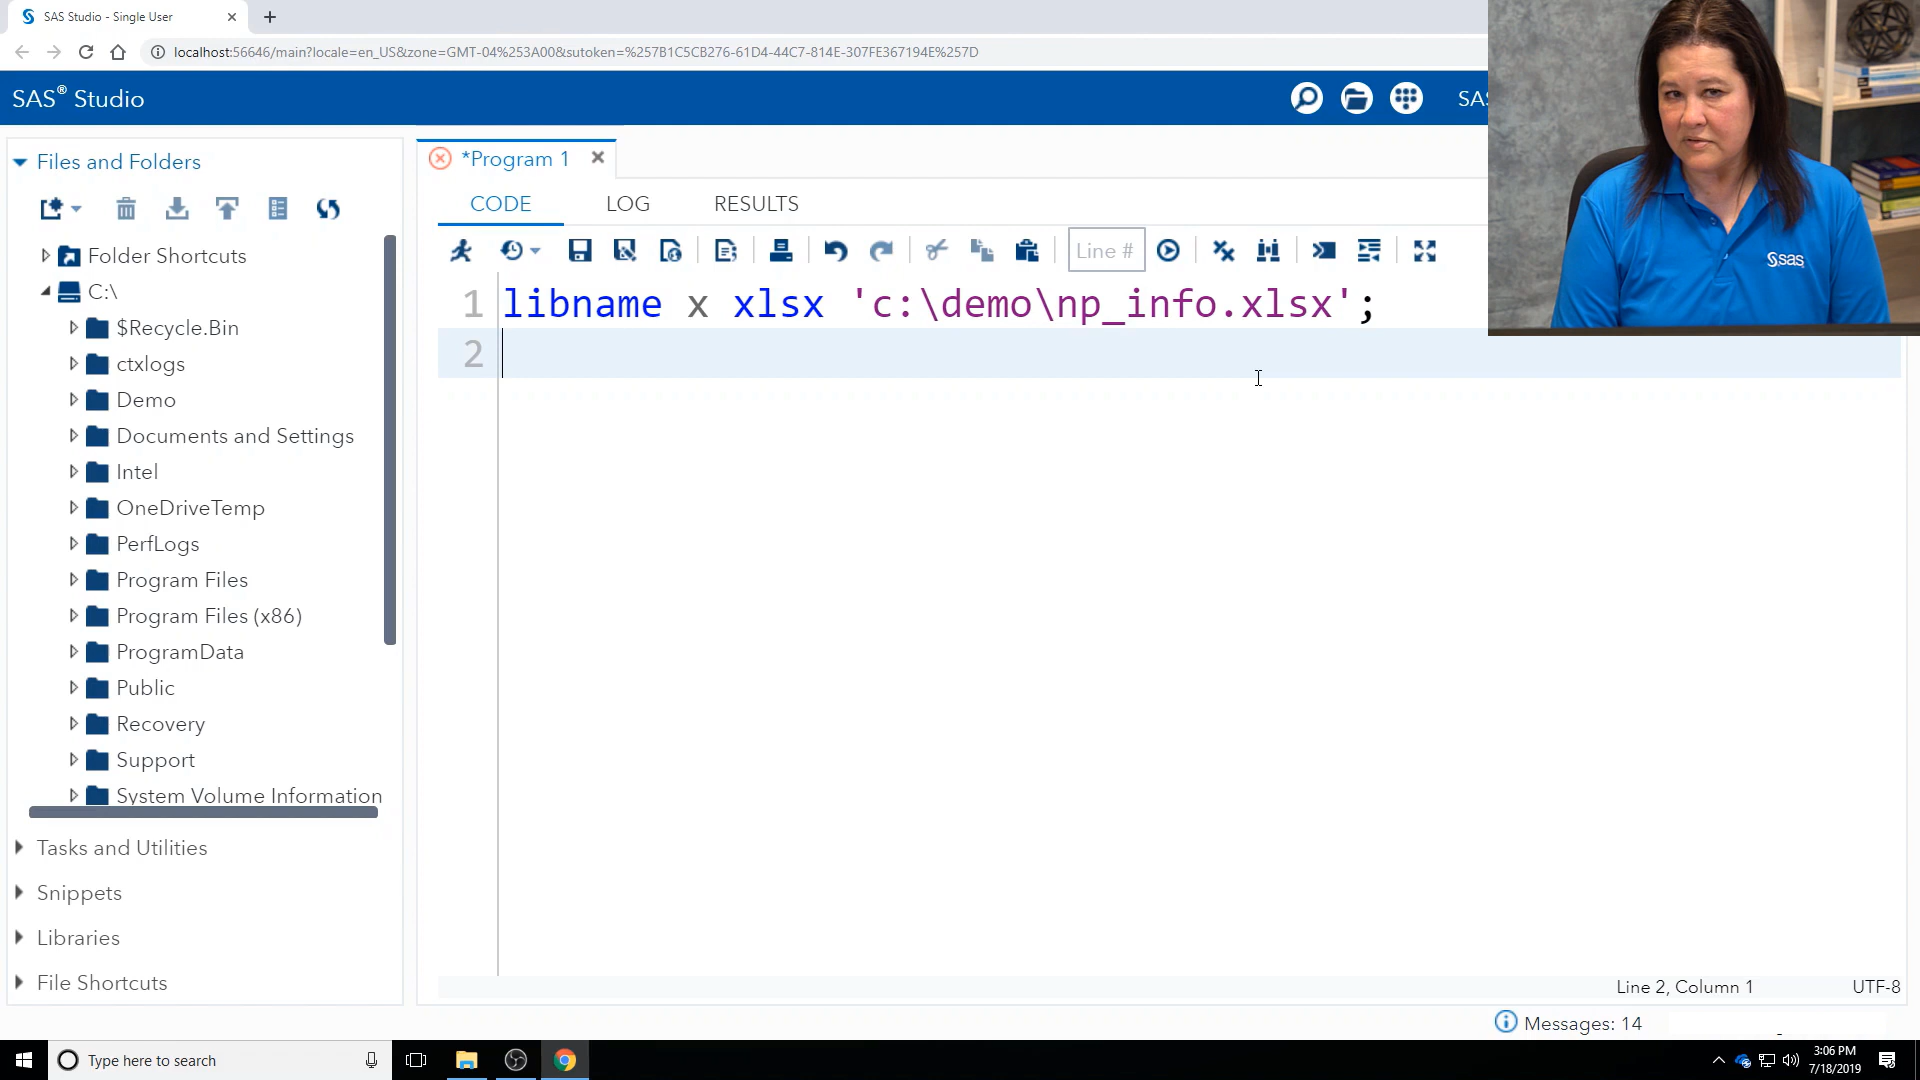 SAS Studio - Single User
localhost:56646/main?locale=en_US&zone=GMT-04%253A00&sutoken=%257B1C5CB276-61D4-44C7-814E-307FE367194E%257D
SAS® Studio
SAS
Files and Folders
Folder Shortcuts
C:\
$Recycle.Bin
ctxlogs
Demo
Documents and Settings
Intel
OneDriveTemp
PerfLogs
Program Files
Program Files (x86)
ProgramData
Public
Recovery
Support
System Volume Information
Tasks and Utilities
Snippets
Libraries
File Shortcuts
*Program 1
CODE LOG RESULTS
Line #
1 libname x xlsx 'c:\demo\np_info.xlsx';
2
sas
Line 2, Column 1 UTF-8
Messages: 14
Type here to search
3:06 PM
7/18/2019